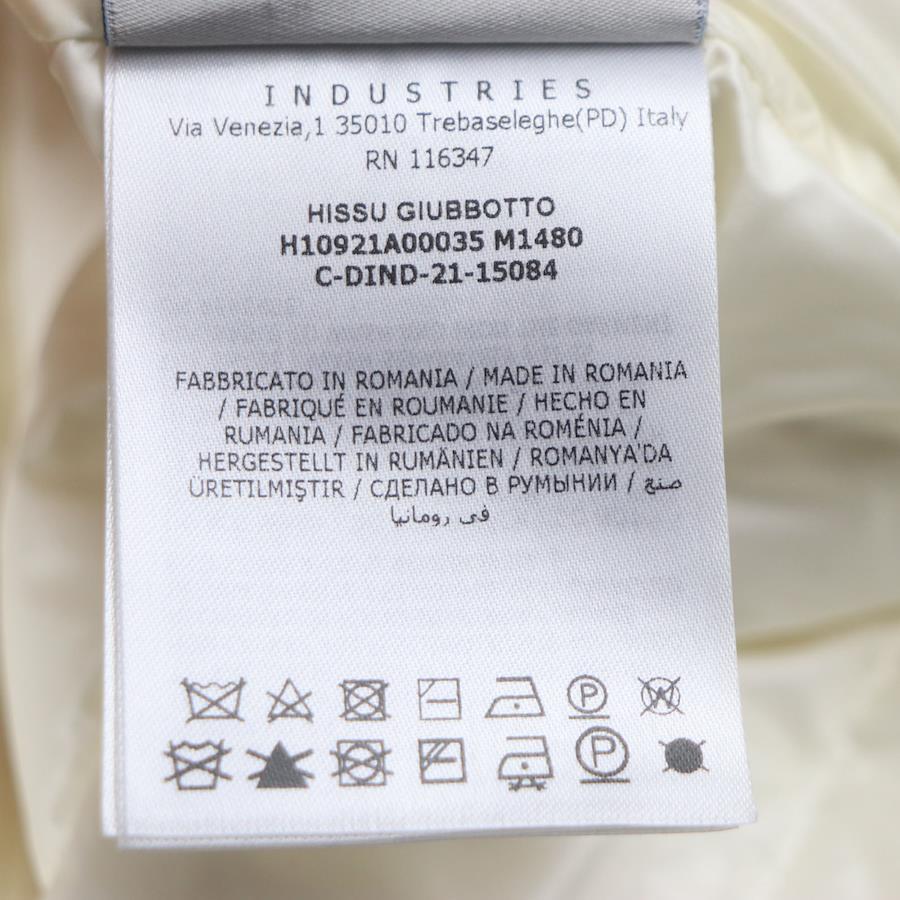 INDUSTRIES
Via Venezia,1 35010 Trebaseleghe(PD) Italy
RN 116347
HISSU GIUBBOTTO
H10921A00035 M1480
C-DIND-21-15084
FABBRICATO IN ROMANIA / MADE IN ROMANIA
/ FABRIQUÉ EN ROUMANIE / HECHO EN
RUMANIA / FABRICADO NA ROMÉNIA /
HERGESTELLT IN RUMÄNIEN / ROMANYA'DA
ÜRETILMIŞTIR / СДЕЛАНО В РУМЫНИИ / صنع
في رومانيا
P W
P